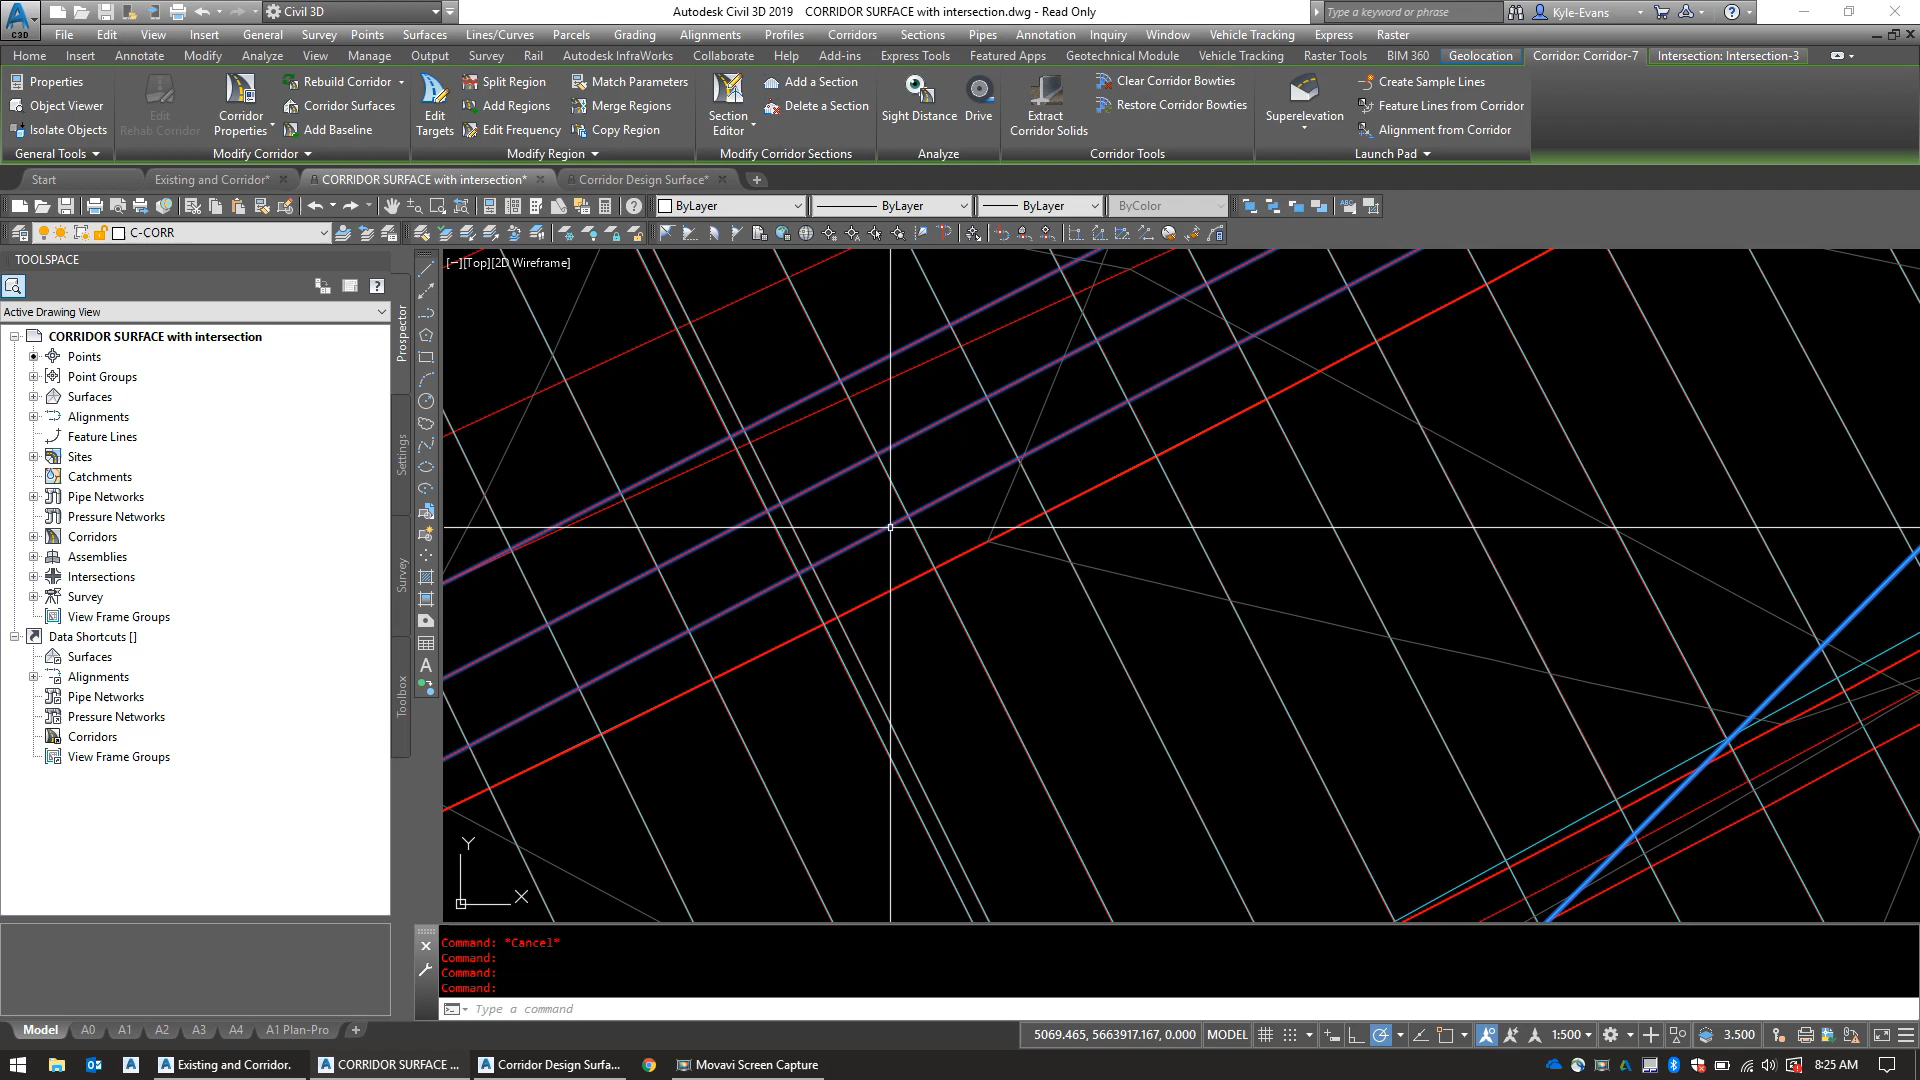 C3D
Civil 3D
Autodesk Civil 3D 2019 CORRIDOR SURFACE with intersection.dwg - Read Only
Type a keyword or phrase
Kyle-Evans
File Edit View Insert General Survey Points Surfaces Lines/Curves Parcels Grading Alignments Profiles Corridors Sections Pipes Annotation Inquiry Window Vehicle Tracking Express Raster
Home Insert Annotate Modify Analyze View Manage Output Survey Rail Autodesk InfraWorks Collaborate Help Add-ins Express Tools Featured Apps Geotechnical Module Vehicle Tracking Raster Tools BIM 360 Geolocation Corridor: Corridor-7 Intersection: Intersection-3
Properties
Object Viewer
Isolate Objects
General Tools
Edit
Rehab Corridor
Corridor
Properties
Rebuild Corridor
Corridor Surfaces
Add Baseline
Modify Corridor
Edit
Targets
Split Region
Add Regions
Edit Frequency
Match Parameters
Merge Regions
Copy Region
Modify Region
Section
Editor
Add a Section
Delete a Section
Modify Corridor Sections
Sight Distance
Drive
Analyze
Extract
Corridor Solids
Clear Corridor Bowties
Restore Corridor Bowties
Corridor Tools
Superelevation
Create Sample Lines
Feature Lines from Corridor
Alignment from Corridor
Launch Pad
Start Existing and Corridor* CORRIDOR SURFACE with intersection* Corridor Design Surface*
ByLayer ByLayer ByLayer ByColor
C-CORR
TOOLSPACE
Active Drawing View
CORRIDOR SURFACE with intersection
Points
Point Groups
Surfaces
Alignments
Feature Lines
Sites
Catchments
Pipe Networks
Pressure Networks
Corridors
Assemblies
Intersections
Survey
View Frame Groups
Data Shortcuts []
Surfaces
Alignments
Pipe Networks
Pressure Networks
Corridors
View Frame Groups
Prospector
Settings
Survey
Toolbox
[−][Top][2D Wireframe]
Y
X
Command: *Cancel*
Command:
Command:
Command:
Type a command
Model A0 A1 A2 A3 A4 A1 Plan-Pro
5069.465, 5663917.167, 0.000 MODEL 1:500 3.500
Existing and Corridor. CORRIDOR SURFACE ... Corridor Design Surfa... Movavi Screen Capture 8:25 AM